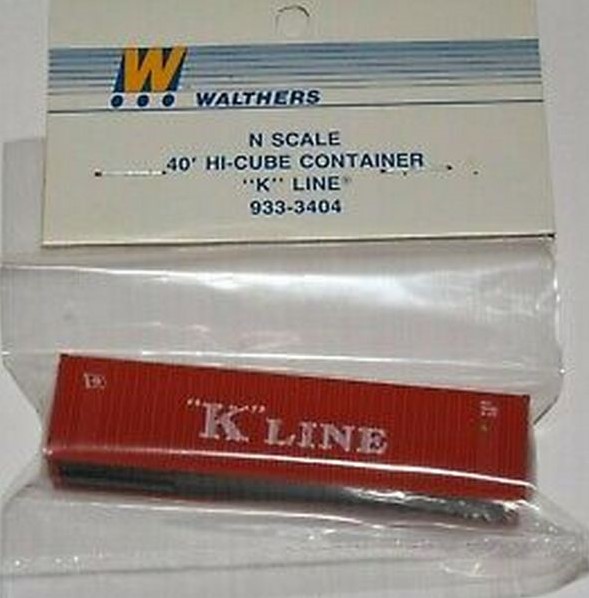 W
WALTHERS
N SCALE
40' HI-CUBE CONTAINER
"K" LINE®
933-3404
"K" LINE